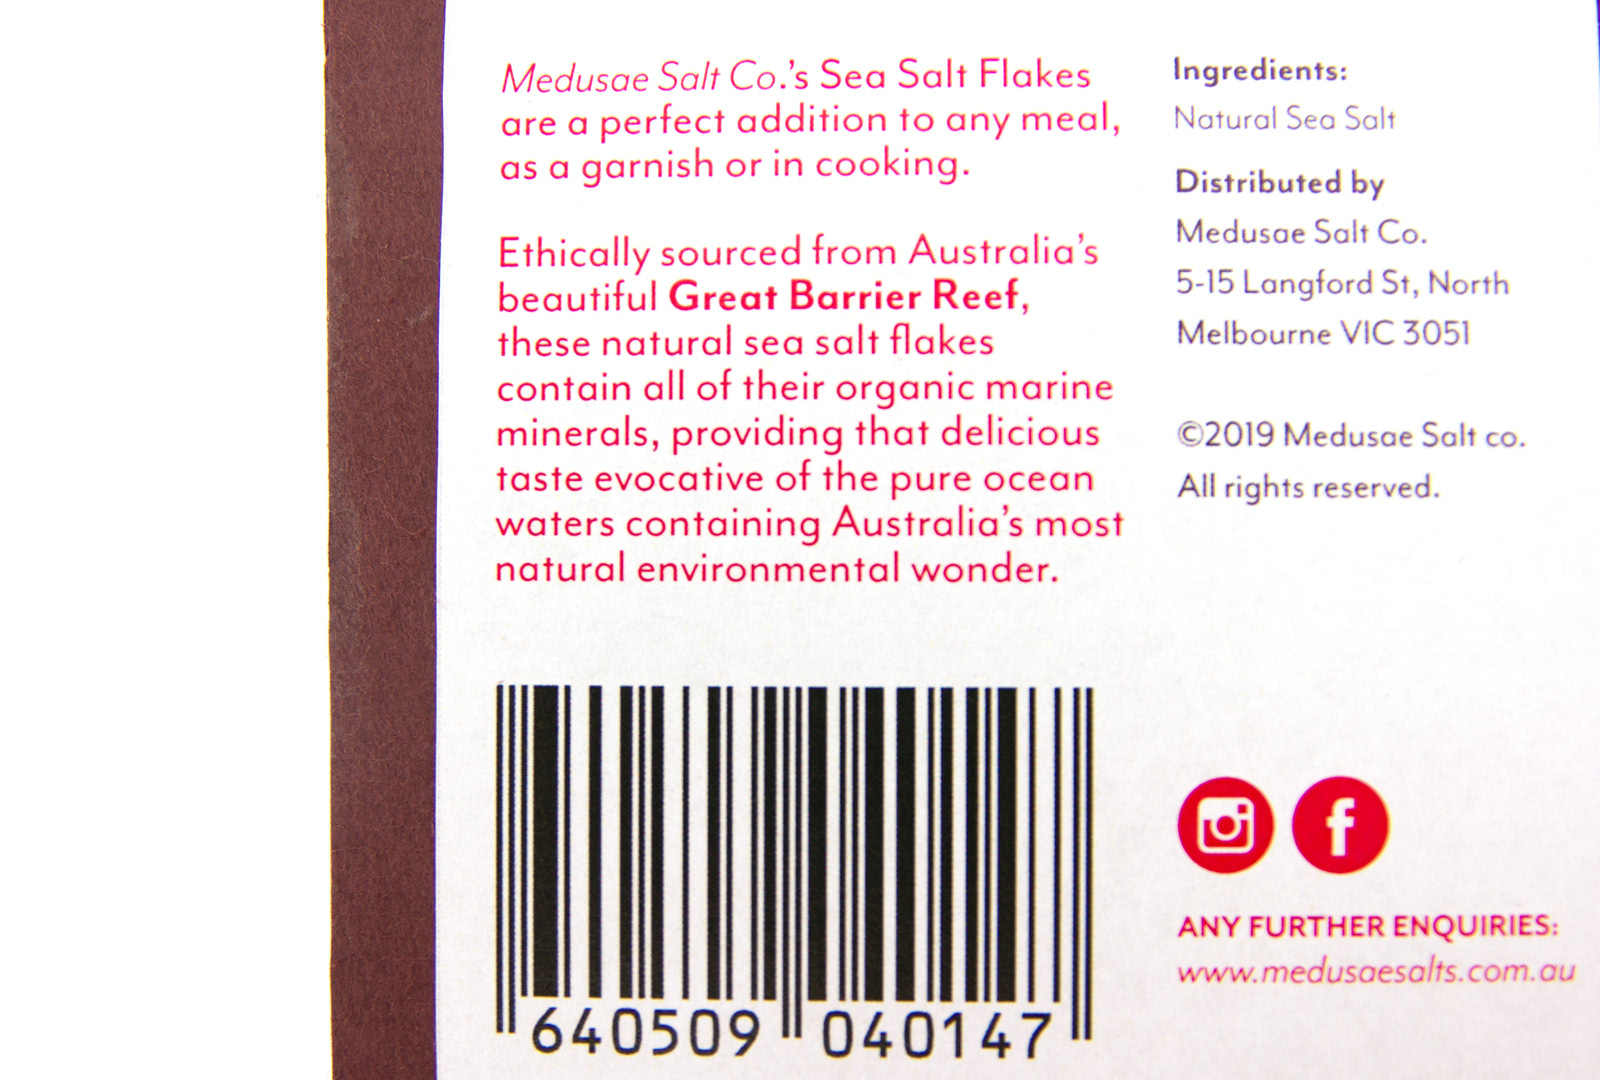 Medusae Salt Co.'s Sea Salt Flakes
are a perfect addition to any meal,
as a garnish or in cooking.
Ethically sourced from Australia's
beautiful Great Barrier Reef,
these natural sea salt flakes
contain all of their organic marine
minerals, providing that delicious
taste evocative of the pure ocean
waters containing Australia's most
natural environmental wonder.
640509 040147
Ingredients:
Natural Sea Salt
Distributed by
Medusae Salt Co.
5-15 Langford St, North
Melbourne VIC 3051
©2019 Medusae Salt co.
All rights reserved.
ANY FURTHER ENQUIRIES:
www.medusaesalts.com.au